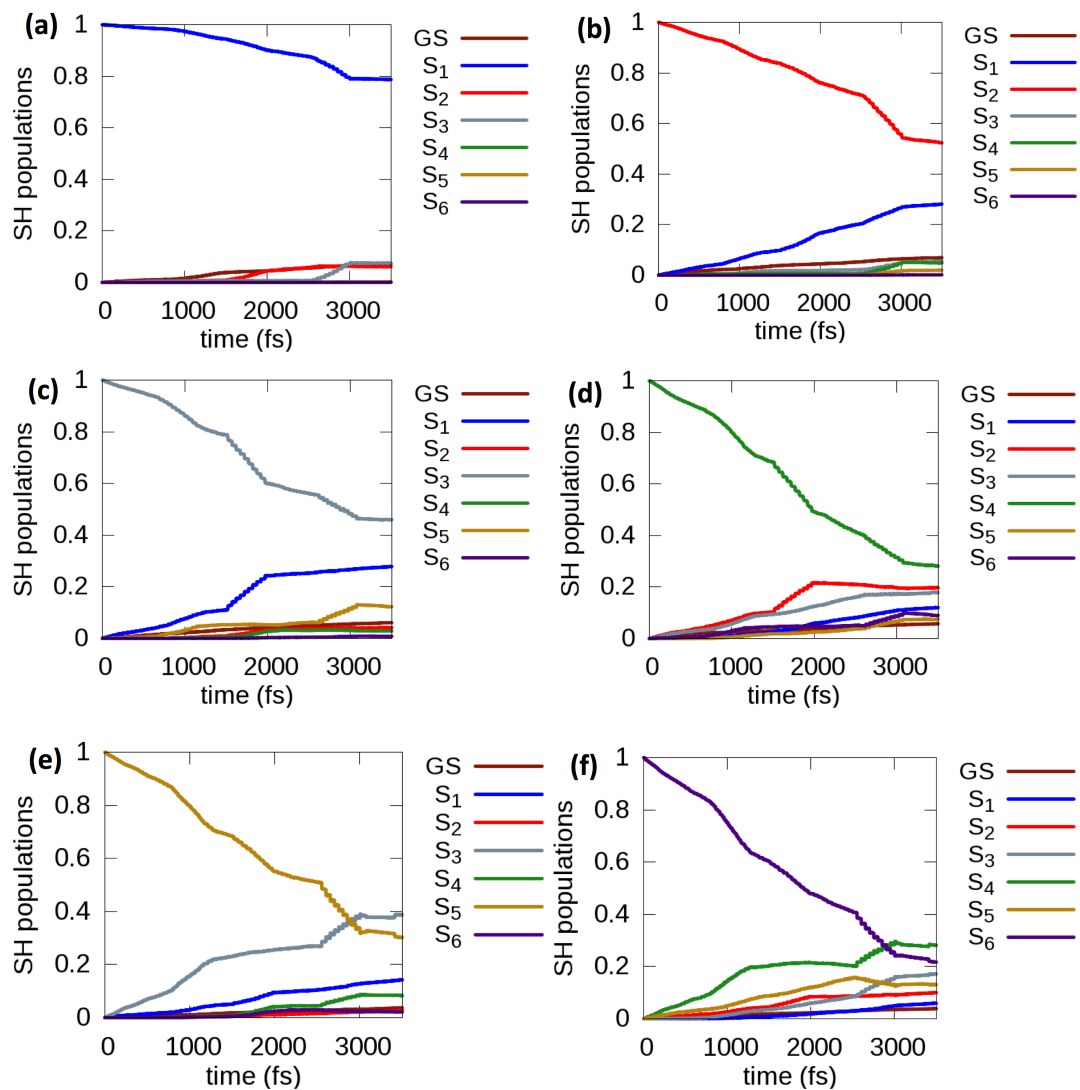 (a)
SH populations
1
0.8
0.6
0.4
0.2
0
0 1000 2000 3000
time (fs)
GS
S1
S2
S3
S4
S5
S6
(b)
SH populations
1
0.8
0.6
0.4
0.2
0
0 1000 2000 3000
time (fs)
GS
S1
S2
S3
S4
S5
S6
(c)
SH populations
1
0.8
0.6
0.4
0.2
0
0 1000 2000 3000
time (fs)
GS
S1
S2
S3
S4
S5
S6
(d)
SH populations
1
0.8
0.6
0.4
0.2
0
0 1000 2000 3000
time (fs)
GS
S1
S2
S3
S4
S5
S6
(e)
SH populations
1
0.8
0.6
0.4
0.2
0
0 1000 2000 3000
time (fs)
GS
S1
S2
S3
S4
S5
S6
(f)
SH populations
1
0.8
0.6
0.4
0.2
0
0 1000 2000 3000
time (fs)
GS
S1
S2
S3
S4
S5
S6